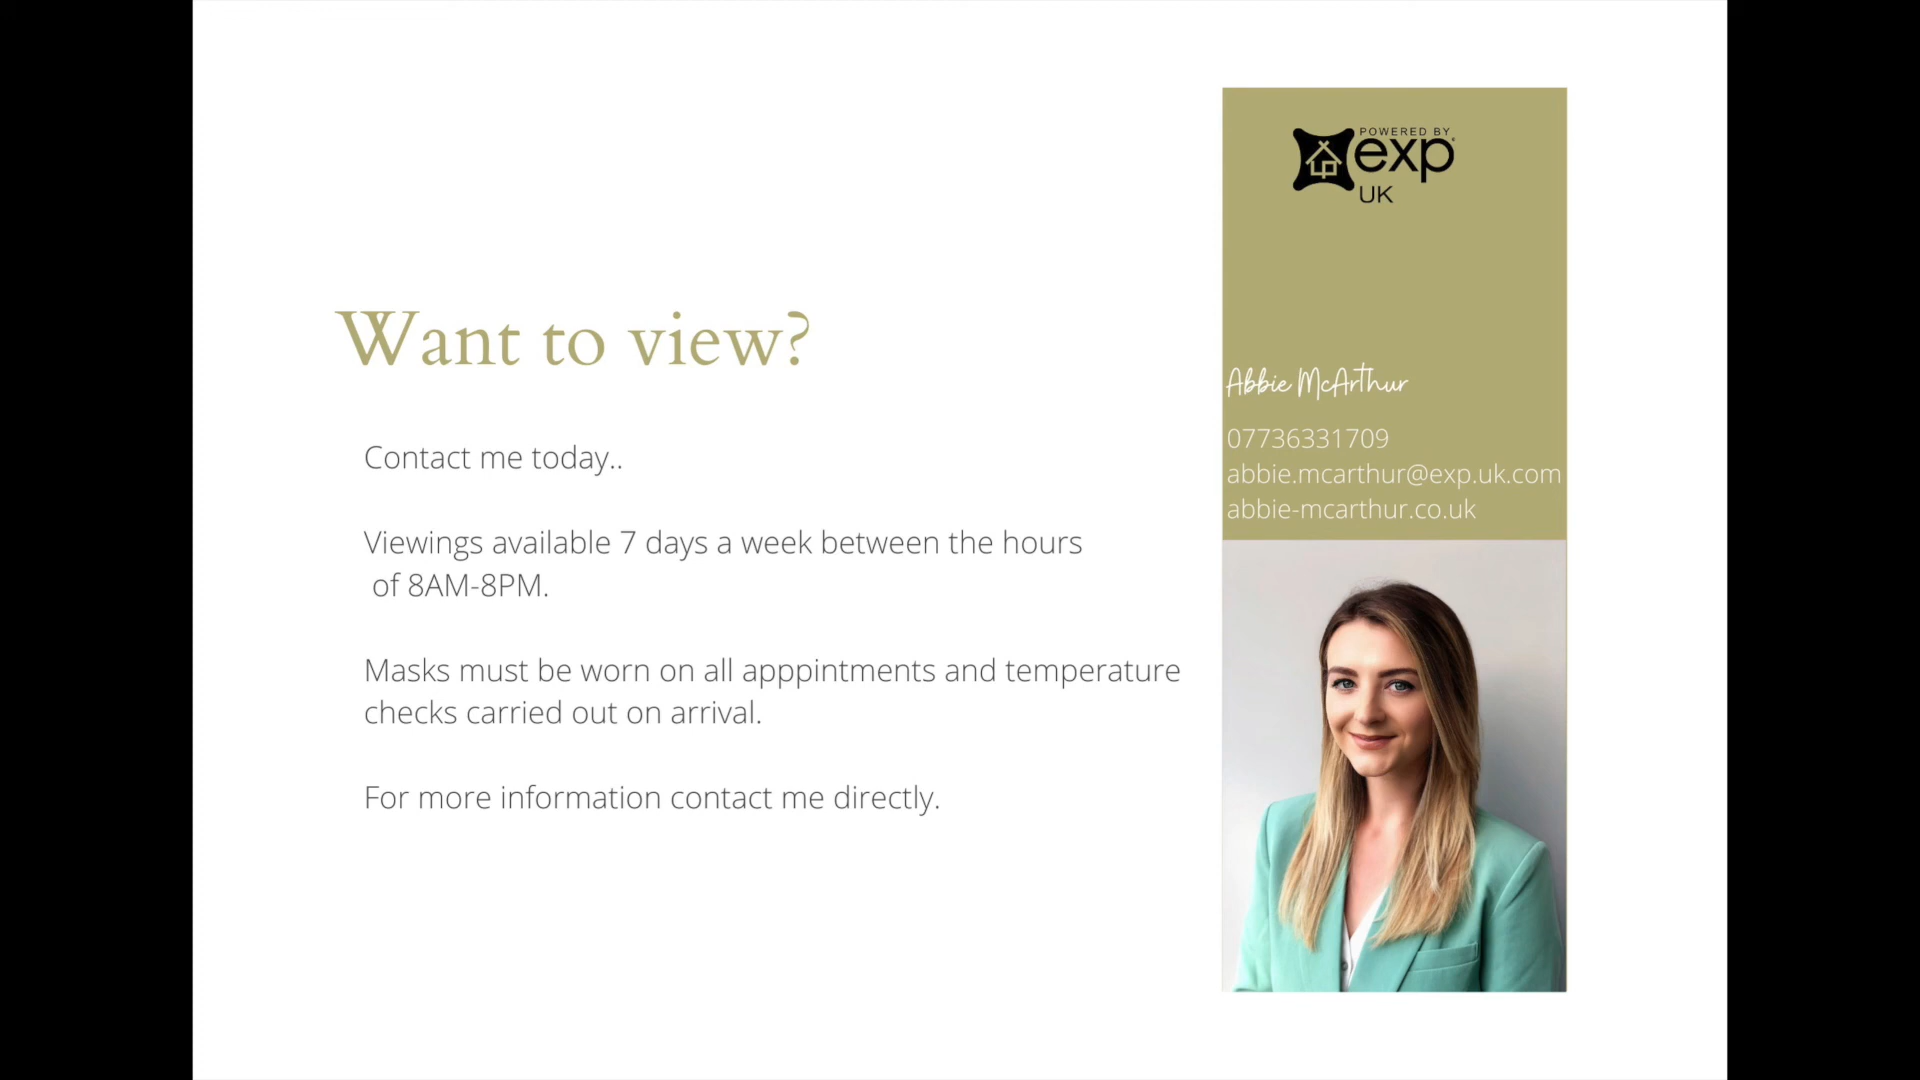 Want to view?
Contact me today..
Viewings available 7 days a week between the hours
of 8AM-8PM.
Masks must be worn on all apppintments and temperature
checks carried out on arrival.
For more information contact me directly.
POWERED BY
exp
UK
Abbie McArthur
07736331709
abbie.mcarthur@exp.uk.com
abbie-mcarthur.co.uk